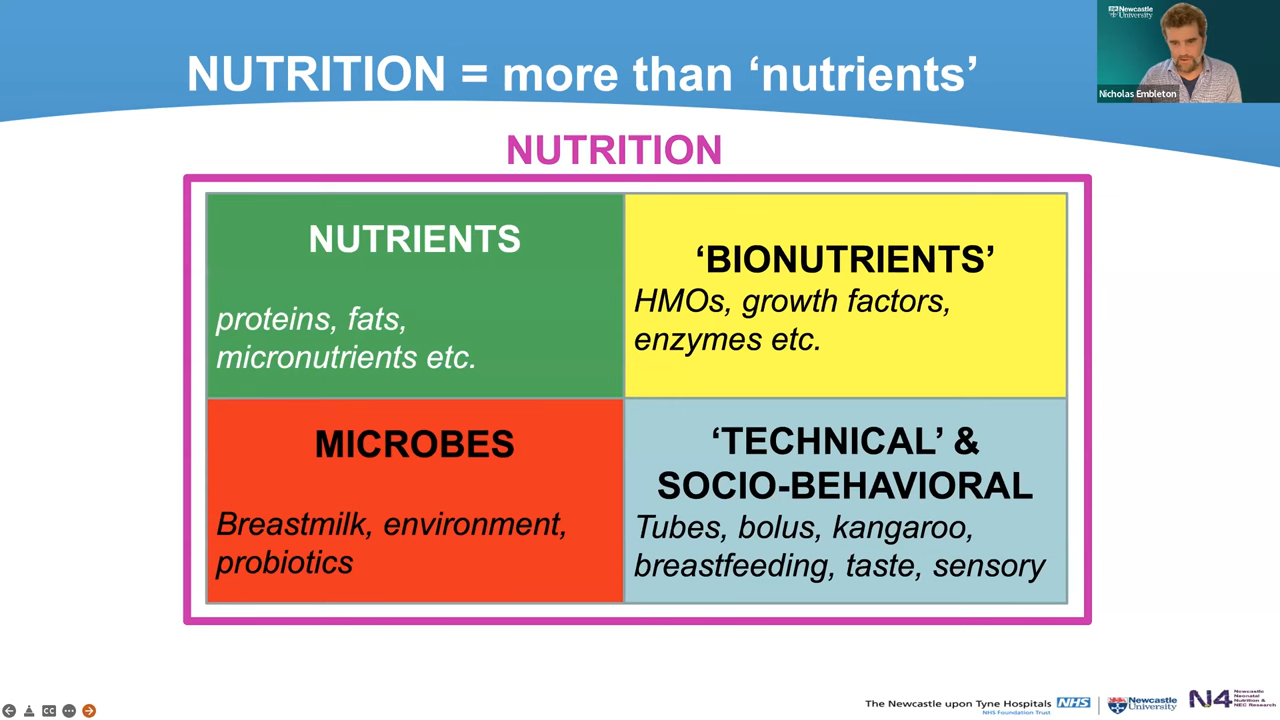 NUTRITION = more than ‘nutrients’
Newcastle
University
Nicholas Embleton
NUTRITION
NUTRIENTS
proteins, fats,
micronutrients etc.
‘BIONUTRIENTS’
HMOs, growth factors,
enzymes etc.
MICROBES
Breastmilk, environment,
probiotics
‘TECHNICAL’ &
SOCIO-BEHAVIORAL
Tubes, bolus, kangaroo,
breastfeeding, taste, sensory
CC
The Newcastle upon Tyne Hospitals NHS
NHS Foundation Trust
Newcastle
University
N4
Newcastle
Neonatal
Nutrition &
NEC Research